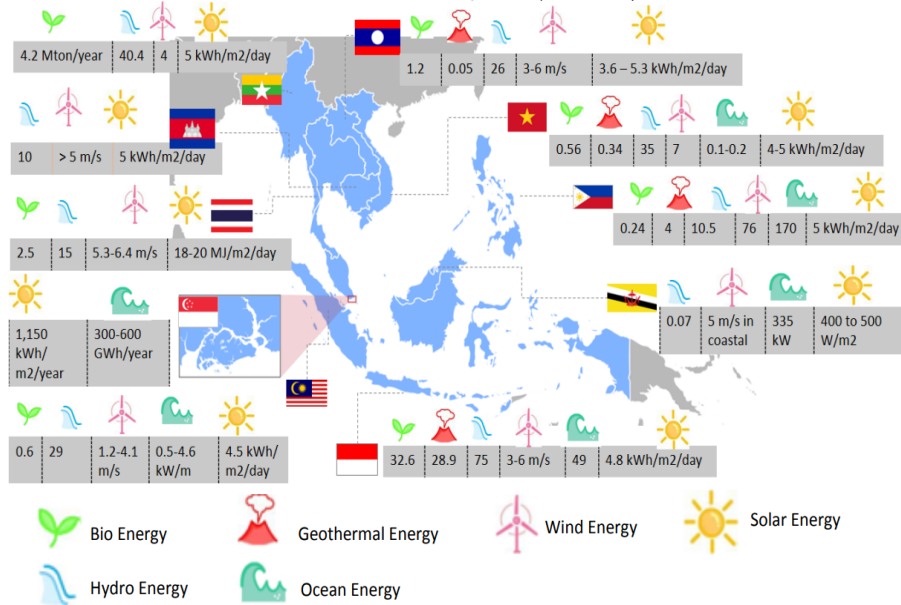 4.2 Mton/year 40.4 4 5 kWh/m2/day
1.2 0.05 26 3-6 m/s 3.6 – 5.3 kWh/m2/day
10 > 5 m/s 5 kWh/m2/day
0.56 0.34 35 7 0.1-0.2 4-5 kWh/m2/day
0.24 4 10.5 76 170 5 kWh/m2/day
2.5 15 5.3-6.4 m/s 18-20 MJ/m2/day
0.07 5 m/s in 335 400 to 500
coastal kW W/m2
1,150 300-600
kWh/ GWh/year
m2/year
0.6 29 1.2-4.1 0.5-4.6 4.5 kWh/
m/s kW/m m2/day
32.6 28.9 75 3-6 m/s 49 4.8 kWh/m2/day
Bio Energy Geothermal Energy Wind Energy Solar Energy
Hydro Energy Ocean Energy